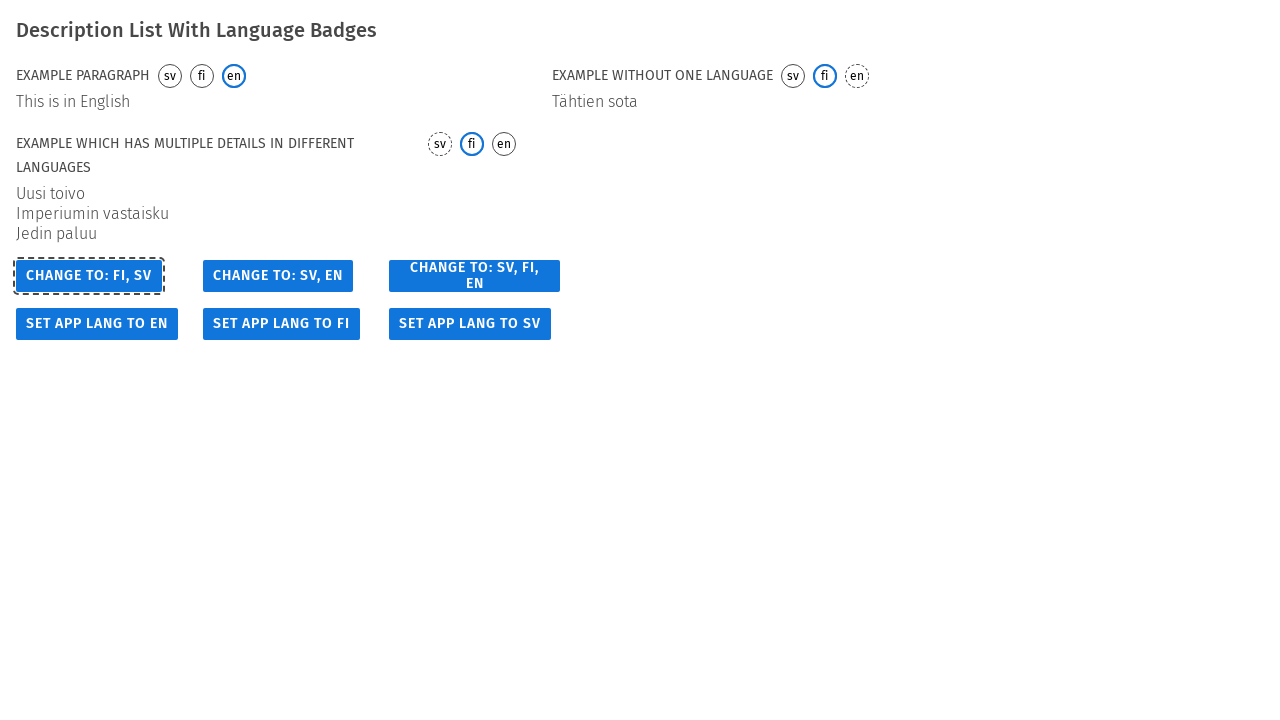 Description List With Language Badges
EXAMPLE PARAGRAPH sv fi en
This is in English
EXAMPLE WITHOUT ONE LANGUAGE sv fi en
Tähtien sota
EXAMPLE WHICH HAS MULTIPLE DETAILS IN DIFFERENT sv fi en
LANGUAGES
Uusi toivo
Imperiumin vastaisku
Jedin paluu
CHANGE TO: FI, SV
CHANGE TO: SV, EN
CHANGE TO: SV, FI,
EN
SET APP LANG TO EN
SET APP LANG TO FI
SET APP LANG TO SV